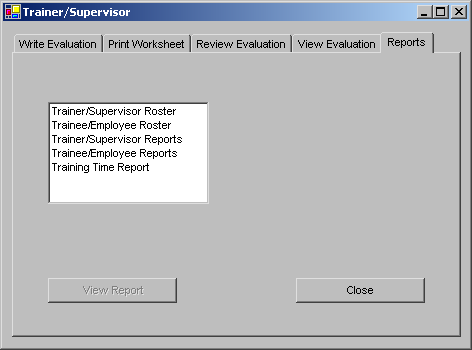 Trainer/Supervisor
Write Evaluation Print Worksheet Review Evaluation View Evaluation Reports
Trainer/Supervisor Roster
Trainee/Employee Roster
Trainer/Supervisor Reports
Trainee/Employee Reports
Training Time Report
View Report Close